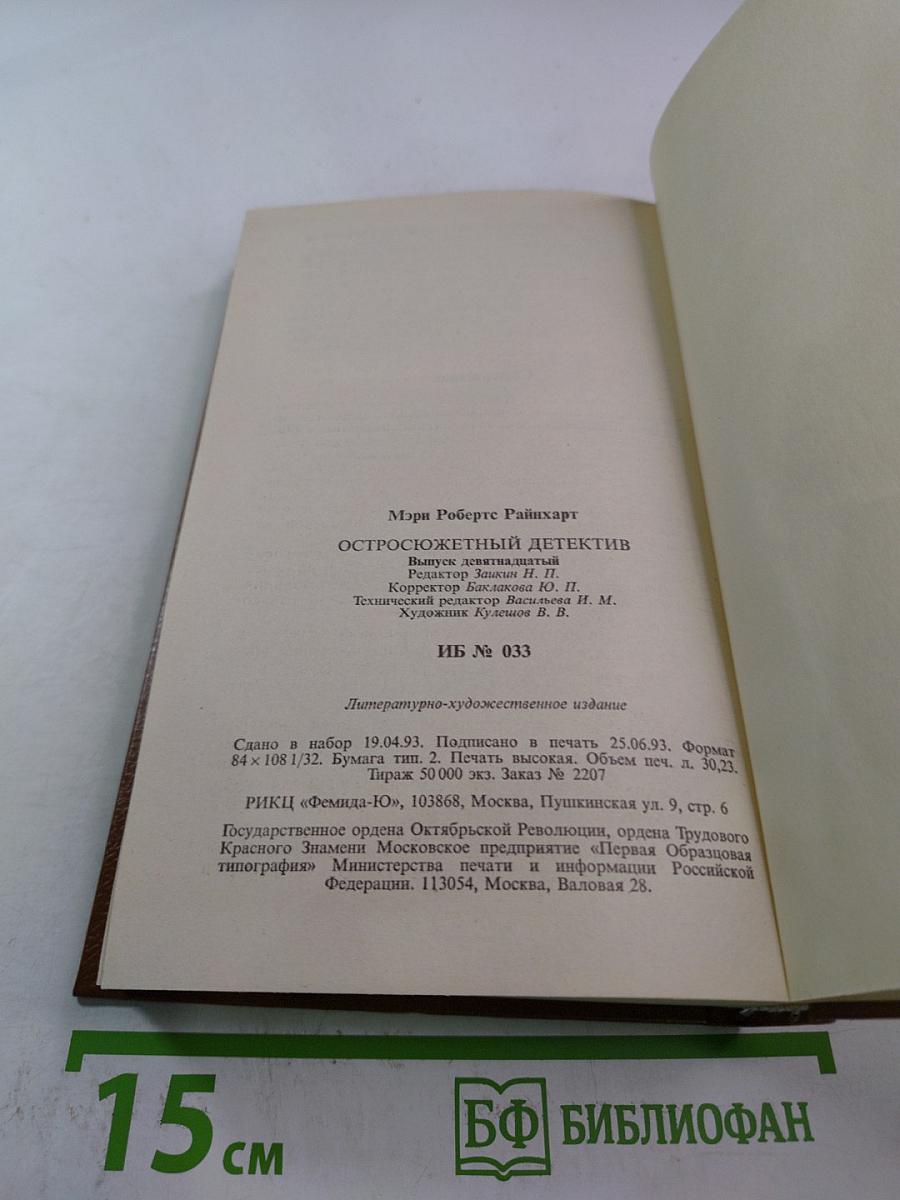 Мэри Робертс Райнхарт
ОСТРОСЮЖЕТНЫЙ ДЕТЕКТИВ
Выпуск девятнадцатый
Редактор Заикин Н. П.
Корректор Баклакова Ю. П.
Технический редактор Васильева И. М.
Художник Кулешов В. В.
ИБ № 033
Литературно-художественное издание
Сдано в набор 19.04.93. Подписано в печать 25.06.93. Формат
84×108 1/32. Бумага тип. 2. Печать высокая. Объем печ. л. 30,23.
Тираж 50 000 экз. Заказ № 2207
РИКЦ «Фемида-Ю», 103868, Москва, Пушкинская ул. 9, стр. 6
Государственное ордена Октябрьской Революции, ордена Трудового
Красного Знамени Московское предприятие «Первая Образцовая
типография» Министерства печати и информации Российской
Федерации. 113054, Москва, Валовая 28.
15 см
БФ БИБЛИОФАН